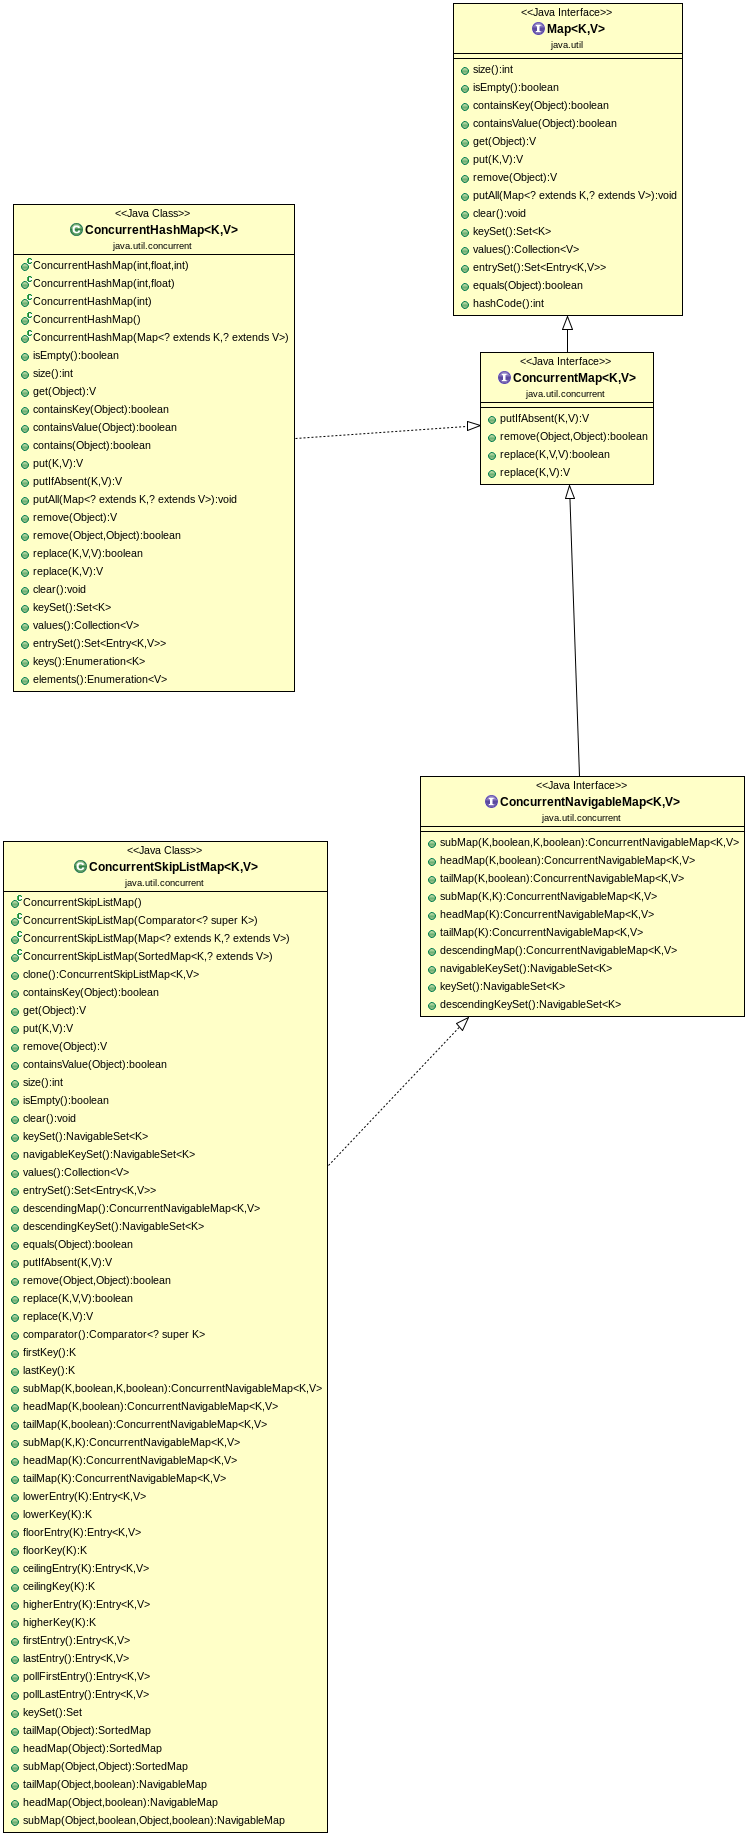 <<Java Interface>>
Map<K,V>
java.util
size():int
isEmpty():boolean
containsKey(Object):boolean
containsValue(Object):boolean
get(Object):V
put(K,V):V
remove(Object):V
putAll(Map<? extends K,? extends V>):void
clear():void
keySet():Set<K>
values():Collection<V>
entrySet():Set<Entry<K,V>>
equals(Object):boolean
hashCode():int
<<Java Class>>
ConcurrentHashMap<K,V>
java.util.concurrent
ConcurrentHashMap(int,float,int)
ConcurrentHashMap(int,float)
ConcurrentHashMap(int)
ConcurrentHashMap()
ConcurrentHashMap(Map<? extends K,? extends V>)
isEmpty():boolean
size():int
get(Object):V
containsKey(Object):boolean
containsValue(Object):boolean
contains(Object):boolean
put(K,V):V
putIfAbsent(K,V):V
putAll(Map<? extends K,? extends V>):void
remove(Object):V
remove(Object,Object):boolean
replace(K,V,V):boolean
replace(K,V):V
clear():void
keySet():Set<K>
values():Collection<V>
entrySet():Set<Entry<K,V>>
keys():Enumeration<K>
elements():Enumeration<V>
<<Java Interface>>
ConcurrentMap<K,V>
java.util.concurrent
putIfAbsent(K,V):V
remove(Object,Object):boolean
replace(K,V,V):boolean
replace(K,V):V
<<Java Interface>>
ConcurrentNavigableMap<K,V>
java.util.concurrent
subMap(K,boolean,K,boolean):ConcurrentNavigableMap<K,V>
headMap(K,boolean):ConcurrentNavigableMap<K,V>
tailMap(K,boolean):ConcurrentNavigableMap<K,V>
subMap(K,K):ConcurrentNavigableMap<K,V>
headMap(K):ConcurrentNavigableMap<K,V>
tailMap(K):ConcurrentNavigableMap<K,V>
descendingMap():ConcurrentNavigableMap<K,V>
navigableKeySet():NavigableSet<K>
keySet():NavigableSet<K>
descendingKeySet():NavigableSet<K>
<<Java Class>>
ConcurrentSkipListMap<K,V>
java.util.concurrent
ConcurrentSkipListMap()
ConcurrentSkipListMap(Comparator<? super K>)
ConcurrentSkipListMap(Map<? extends K,? extends V>)
ConcurrentSkipListMap(SortedMap<K,? extends V>)
clone():ConcurrentSkipListMap<K,V>
containsKey(Object):boolean
get(Object):V
put(K,V):V
remove(Object):V
containsValue(Object):boolean
size():int
isEmpty():boolean
clear():void
keySet():NavigableSet<K>
navigableKeySet():NavigableSet<K>
values():Collection<V>
entrySet():Set<Entry<K,V>>
descendingMap():ConcurrentNavigableMap<K,V>
descendingKeySet():NavigableSet<K>
equals(Object):boolean
putIfAbsent(K,V):V
remove(Object,Object):boolean
replace(K,V,V):boolean
replace(K,V):V
comparator():Comparator<? super K>
firstKey():K
lastKey():K
subMap(K,boolean,K,boolean):ConcurrentNavigableMap<K,V>
headMap(K,boolean):ConcurrentNavigableMap<K,V>
tailMap(K,boolean):ConcurrentNavigableMap<K,V>
subMap(K,K):ConcurrentNavigableMap<K,V>
headMap(K):ConcurrentNavigableMap<K,V>
tailMap(K):ConcurrentNavigableMap<K,V>
lowerEntry(K):Entry<K,V>
lowerKey(K):K
floorEntry(K):Entry<K,V>
floorKey(K):K
ceilingEntry(K):Entry<K,V>
ceilingKey(K):K
higherEntry(K):Entry<K,V>
higherKey(K):K
firstEntry():Entry<K,V>
lastEntry():Entry<K,V>
pollFirstEntry():Entry<K,V>
pollLastEntry():Entry<K,V>
keySet():Set
tailMap(Object):SortedMap
headMap(Object):SortedMap
subMap(Object,Object):SortedMap
tailMap(Object,boolean):NavigableMap
headMap(Object,boolean):NavigableMap
subMap(Object,boolean,Object,boolean):NavigableMap